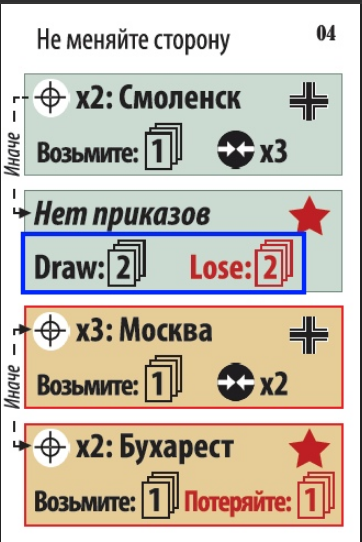 Не меняйте сторону 04
x2: Смоленск
Возьмите: 1 x3
Иначе
Нет приказов
Draw: 2 Lose: 2
x3: Москва
Возьмите: 1 x2
Иначе
x2: Бухарест
Возьмите: 1 Потеряйте: 1